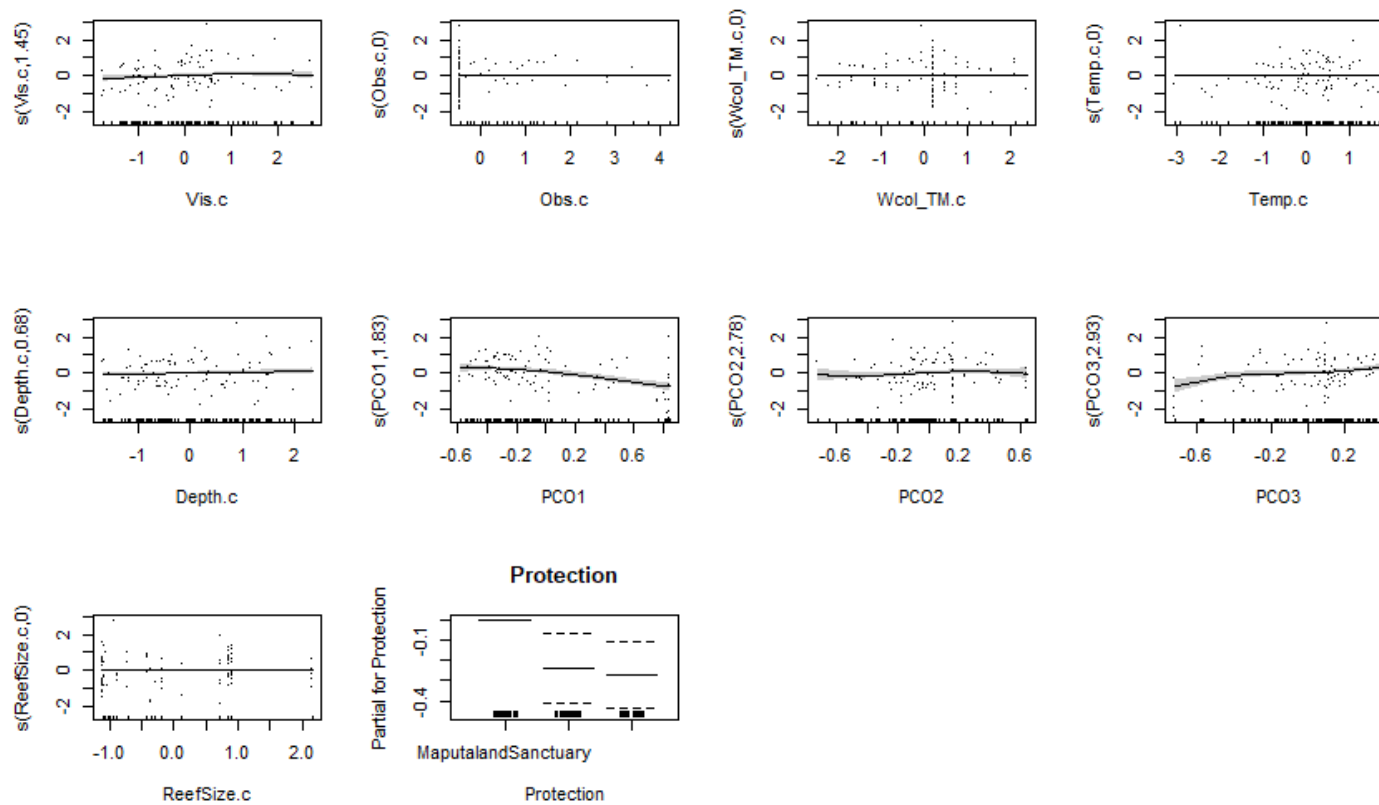 s(Vis.c,1.45)
2
0
-2
-1 0 1 2
Vis.c
s(Obs.c,0)
2
0
-2
0 1 2 3 4
Obs.c
s(Wcol_TM.c,0)
2
0
-2
-2 -1 0 1 2
Wcol_TM.c
s(Temp.c,0)
2
0
-2
-3 -2 -1 0 1
Temp.c
s(Depth.c,0.68)
2
0
-2
-1 0 1 2
Depth.c
s(PCO1,1.83)
2
0
-2
-0.6 -0.2 0.2 0.6
PCO1
s(PCO2,2.78)
2
0
-2
-0.6 -0.2 0.2 0.6
PCO2
s(PCO3,2.93)
2
0
-2
-0.6 -0.2 0.2
PCO3
s(ReefSize.c,0)
2
0
-2
-1.0 0.0 1.0 2.0
ReefSize.c
Protection
Partial for Protection
-0.1
-0.4
MaputalandSanctuary
Protection